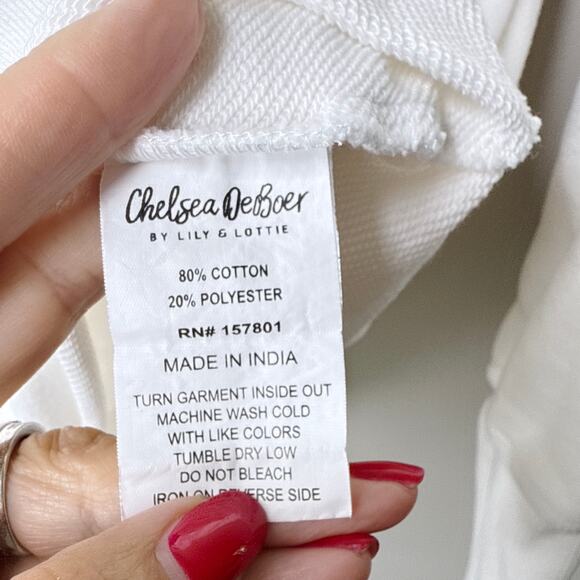 Chelsea DeBoer
BY LILY & LOTTIE
80% COTTON
20% POLYESTER
RN# 157801
MADE IN INDIA
TURN GARMENT INSIDE OUT
MACHINE WASH COLD
WITH LIKE COLORS
TUMBLE DRY LOW
DO NOT BLEACH
IRON ON REVERSE SIDE